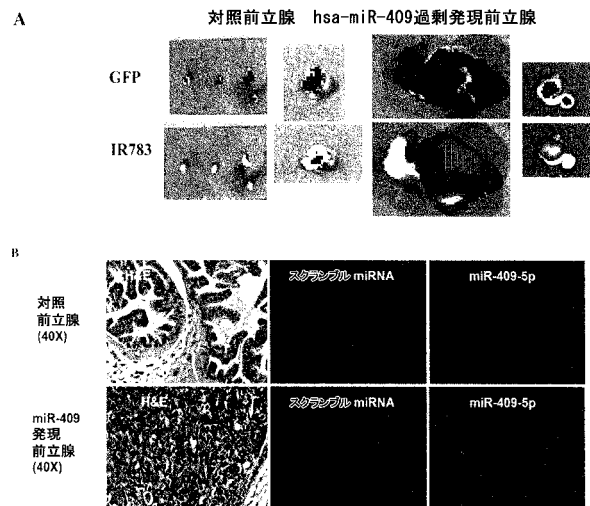 A
対照前立腺 hsa-miR-409過剰発現前立腺
GFP
IR783
B
対照
前立腺
(40X)
H&E
スクランブル miRNA
miR-409-5p
miR-409
発現
前立腺
(40X)
H&E
スクランブル miRNA
miR-409-5p